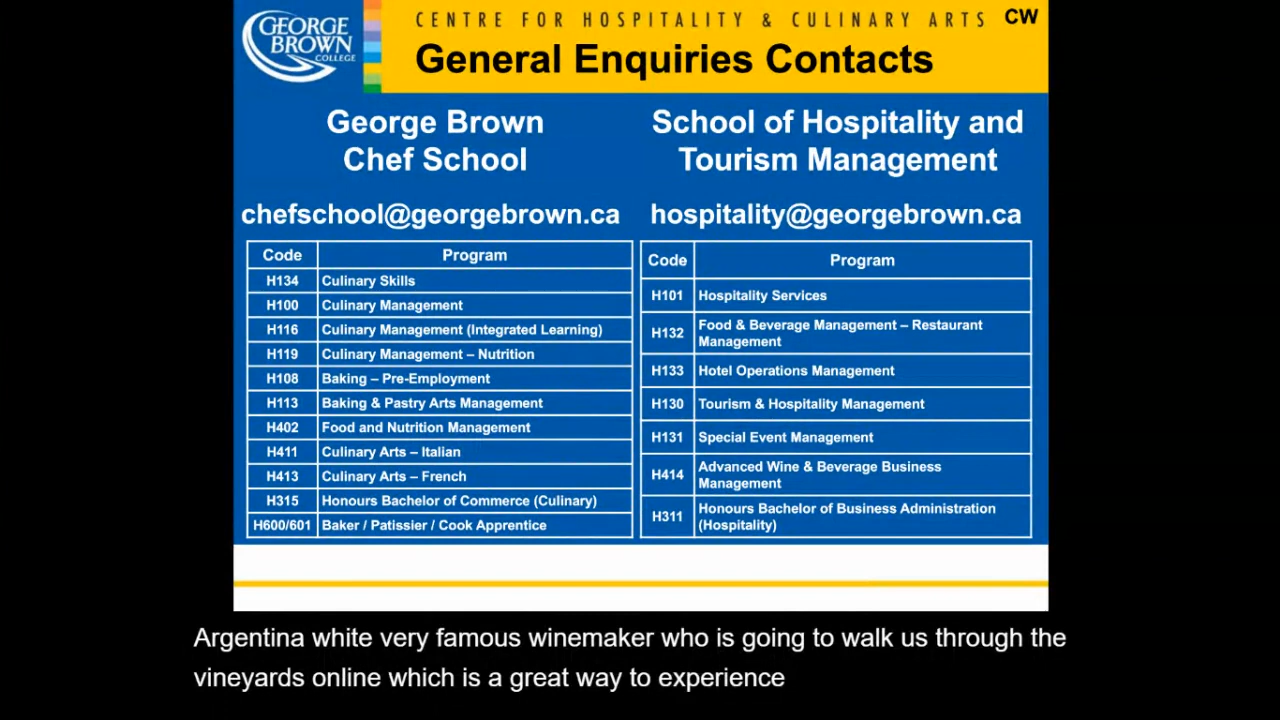 GEORGE
BROWN
COLLEGE
CENTRE FOR HOSPITALITY & CULINARY ARTS
CW
General Enquiries Contacts
George Brown
Chef School
chefschool@georgebrown.ca
Code Program
H134 Culinary Skills
H100 Culinary Management
H116 Culinary Management (Integrated Learning)
H119 Culinary Management – Nutrition
H108 Baking – Pre-Employment
H113 Baking & Pastry Arts Management
H402 Food and Nutrition Management
H411 Culinary Arts – Italian
H413 Culinary Arts – French
H315 Honours Bachelor of Commerce (Culinary)
H600/601 Baker / Patissier / Cook Apprentice
School of Hospitality and
Tourism Management
hospitality@georgebrown.ca
Code Program
H101 Hospitality Services
H132 Food & Beverage Management – Restaurant
Management
H133 Hotel Operations Management
H130 Tourism & Hospitality Management
H131 Special Event Management
H414 Advanced Wine & Beverage Business
Management
H311 Honours Bachelor of Business Administration
(Hospitality)
Argentina white very famous winemaker who is going to walk us through the
vineyards online which is a great way to experience